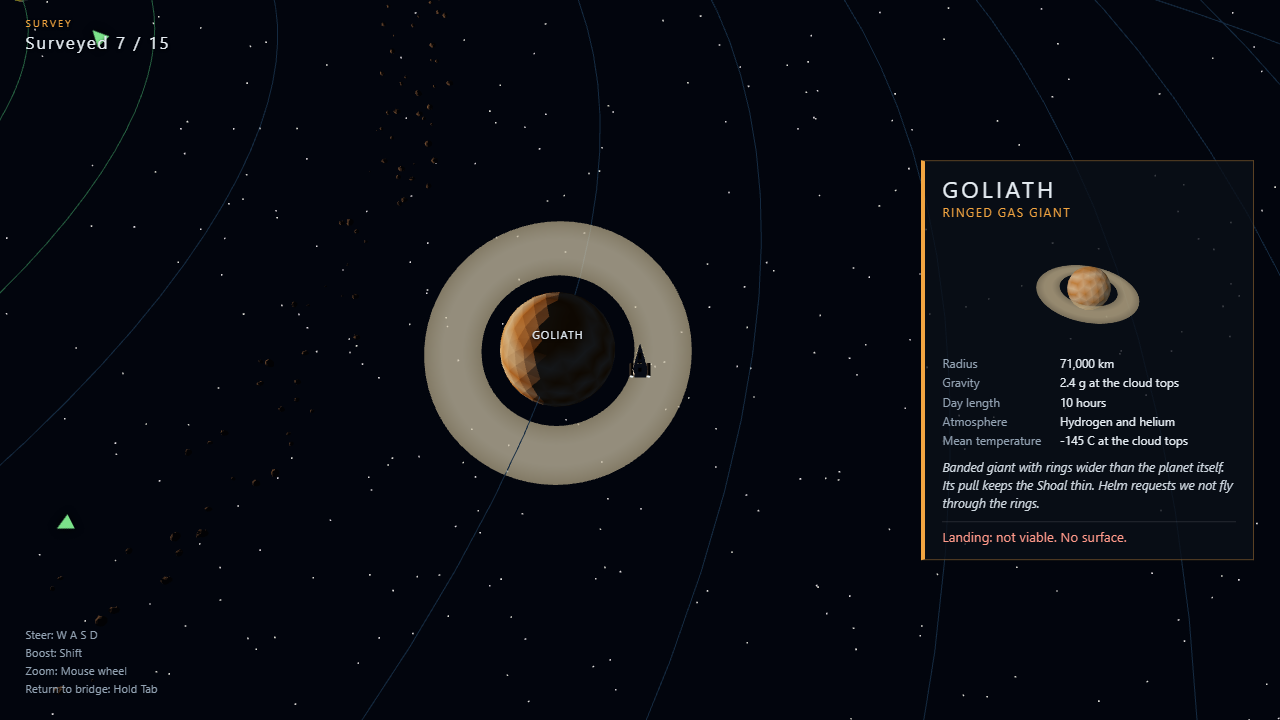 SURVEY
Surveyed 7 / 15
GOLIATH
GOLIATH
RINGED GAS GIANT
Radius 71,000 km
Gravity 2.4 g at the cloud tops
Day length 10 hours
Atmosphere Hydrogen and helium
Mean temperature -145 C at the cloud tops
Banded giant with rings wider than the planet itself.
Its pull keeps the Shoal thin. Helm requests we not fly
through the rings.
Landing: not viable. No surface.
Steer: W A S D
Boost: Shift
Zoom: Mouse wheel
Return to bridge: Hold Tab